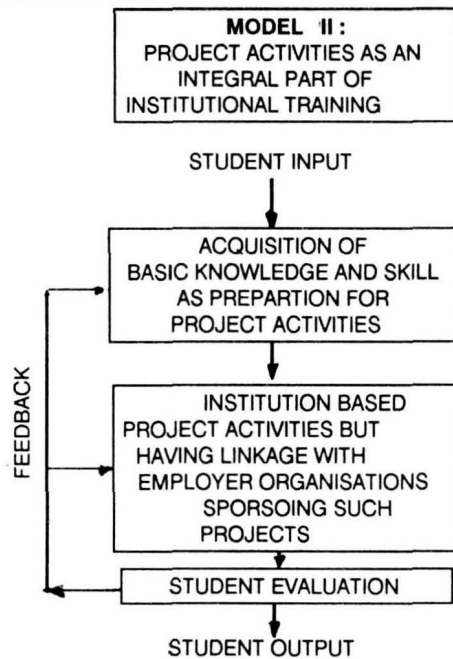 MODEL II :
PROJECT ACTIVITIES AS AN
INTEGRAL PART OF
INSTITUTIONAL TRAINING
STUDENT INPUT
ACQUISITION OF
BASIC KNOWLEDGE AND SKILL
AS PREPARTION FOR
PROJECT ACTIVITIES
FEEDBACK
INSTITUTION BASED
PROJECT ACTIVITIES BUT
HAVING LINKAGE WITH
EMPLOYER ORGANISATIONS
SPORSOING SUCH
PROJECTS
STUDENT EVALUATION
STUDENT OUTPUT